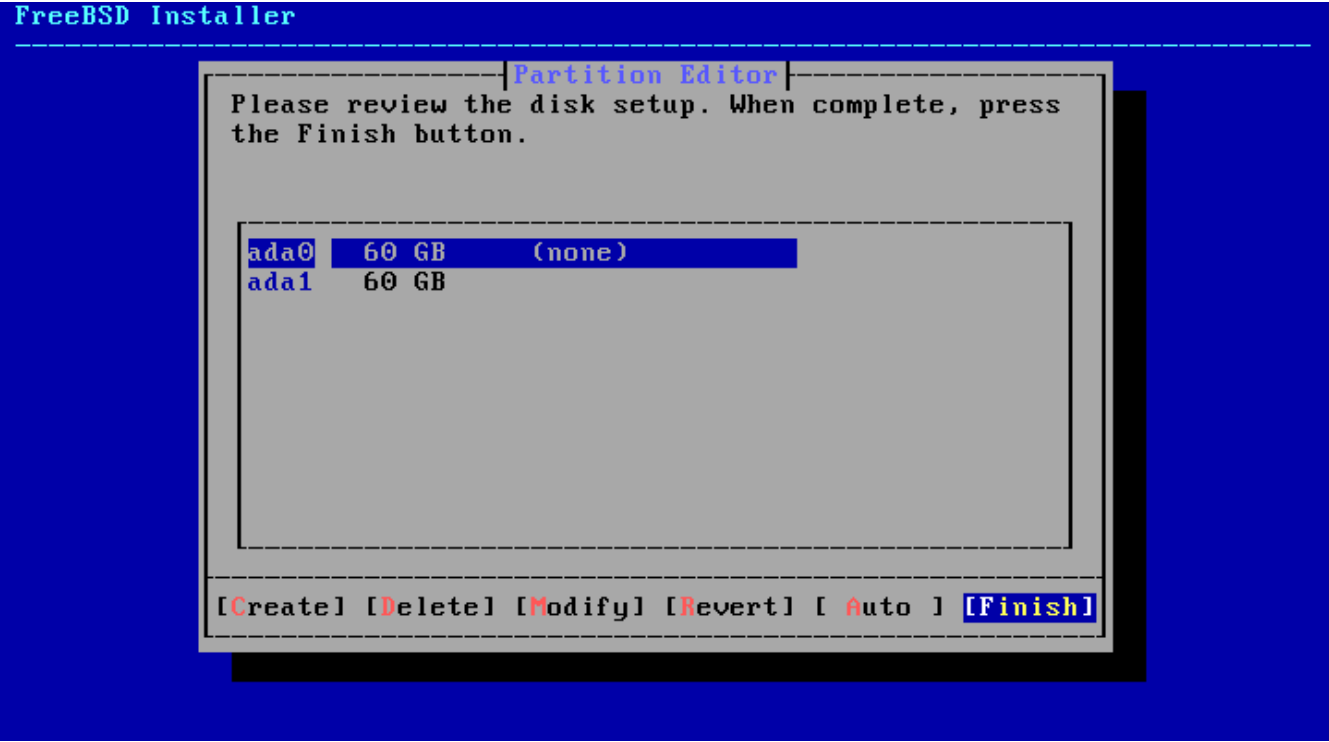 FreeBSD Installer
Partition Editor
Please review the disk setup. When complete, press
the Finish button.
ada0 60 GB (none)
ada1 60 GB
[Create] [Delete] [Modify] [Revert] [ Auto ] [Finish]